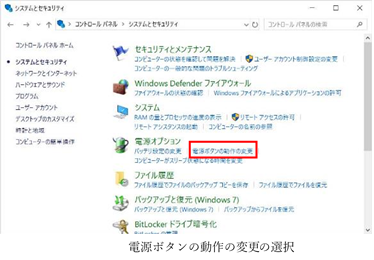 システムとセキュリティ
コントロール パネル › システムとセキュリティ
コントロール パネルの検索
コントロール パネル ホーム
システムとセキュリティ
ネットワークとインターネット
ハードウェアとサウンド
プログラム
ユーザー アカウント
デスクトップのカスタマイズ
時計と地域
コンピューターの簡単操作
セキュリティとメンテナンス
コンピューターの状態を確認して問題を解決 ユーザー アカウント制御設定の変更
コンピューターの一般的な問題のトラブルシューティング
Windows Defender ファイアウォール
ファイアウォールの状態の確認 Windows ファイアウォールによるアプリケーションの許可
システム
RAM の量とプロセッサの速度の表示 リモート アクセスの許可
リモート アシスタンスの起動 コンピューターの名前の参照
電源オプション
バッテリ設定の変更 電源ボタンの動作の変更
コンピューターがスリープ状態になる時間を変更
ファイル履歴
ファイル履歴でファイルのバックアップ コピーを保存 ファイル履歴でファイルを復元
バックアップと復元 (Windows 7)
バックアップと復元 (Windows 7) バックアップからファイルを復元
BitLocker ドライブ暗号化
電源ボタンの動作の変更の選択